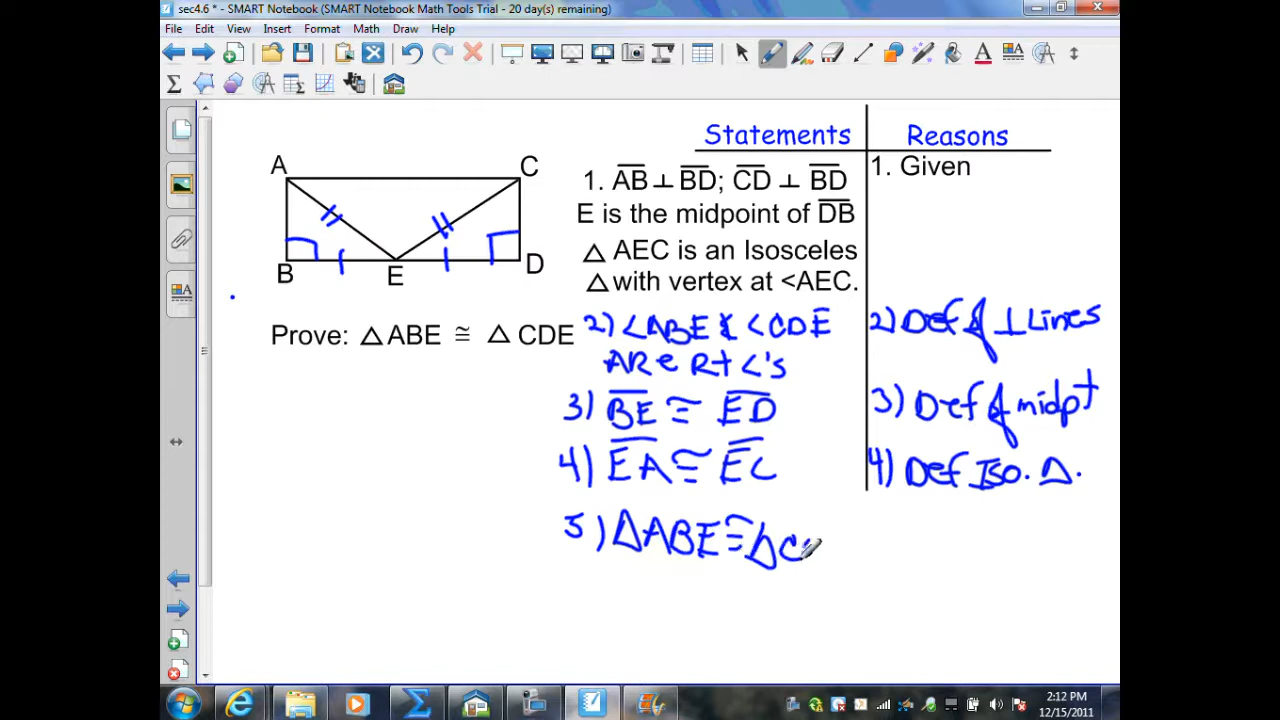 sec4.6 * - SMART Notebook (SMART Notebook Math Tools Trial - 20 day(s) remaining)
File Edit View Insert Format Math Tools Draw Help
Statements Reasons
1. AB ⊥ BD; CD ⊥ BD
1. Given
E is the midpoint of DB
△ AEC is an Isosceles
△ with vertex at <AEC.
A
C
B
E
D
Prove: △ ABE ≅ △ CDE
2) <ABE & <CDE
ARe Rt <'s
2) Def of ⊥ Lines
3) BE ≅ ED
3) Def of midpt
4) EA ≅ EC
4) Def Iso. △.
5) △ABE ≅ △C
2:12 PM
12/15/2011